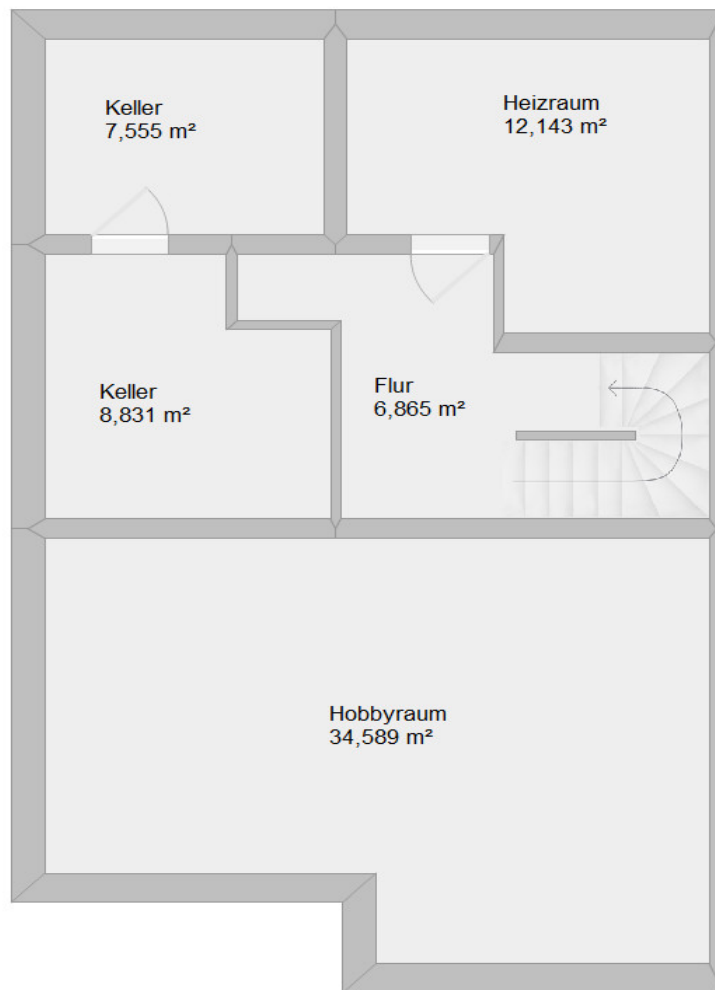 Keller
7,555 m²
Heizraum
12,143 m²
Keller
8,831 m²
Flur
6,865 m²
Hobbyraum
34,589 m²